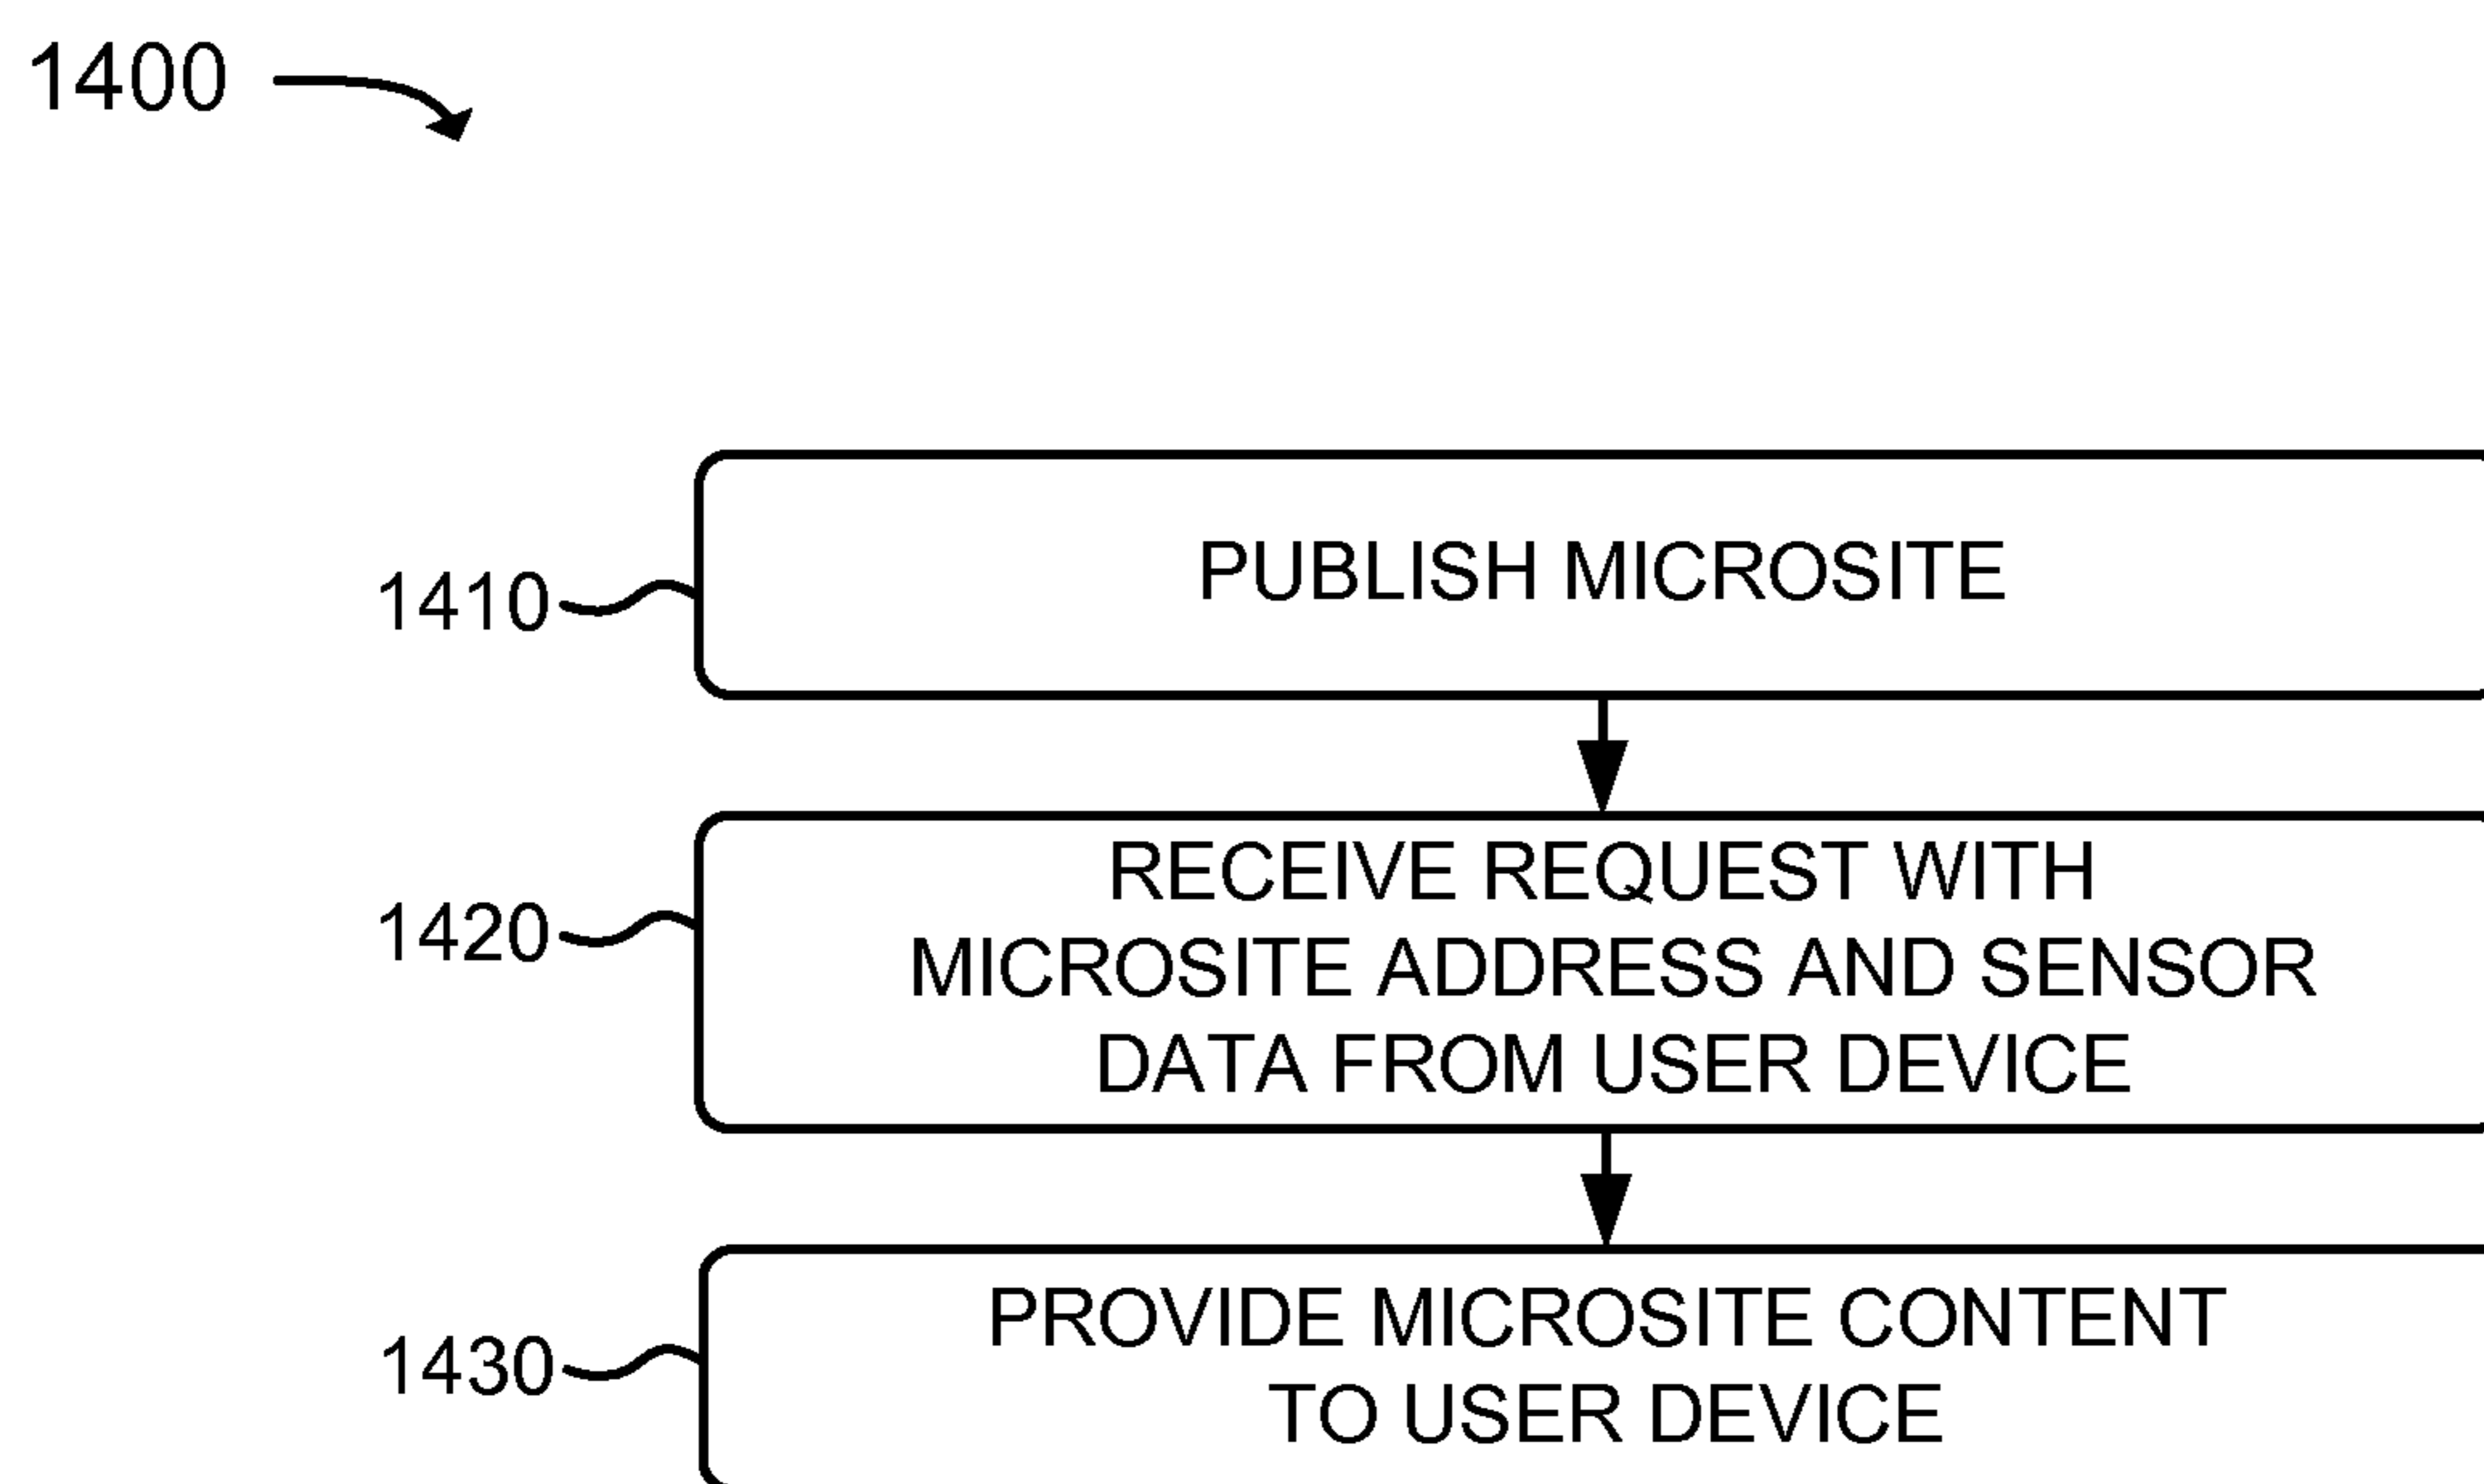 1400
1410
PUBLISH MICROSITE
1420
RECEIVE REQUEST WITH
MICROSITE ADDRESS AND SENSOR
DATA FROM USER DEVICE
1430
PROVIDE MICROSITE CONTENT
TO USER DEVICE